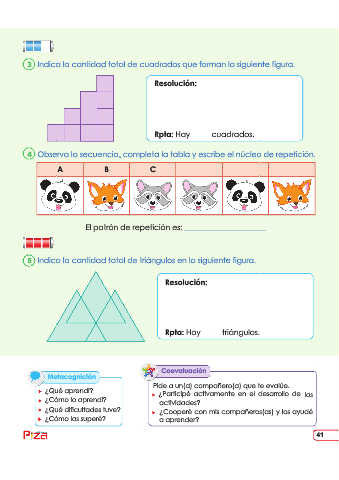 3 Indica la cantidad total de cuadrados que forman la siguiente figura.
Resolución:
Rpta: Hay cuadrados.
4 Observa la secuencia, completa la tabla y escribe el núcleo de repetición.
A B C
El patrón de repetición es:
5 Indica la cantidad total de triángulos en la siguiente figura.
Resolución:
Rpta: Hay triángulos.
Metacognición
¿Qué aprendí?
¿Cómo lo aprendí?
¿Qué dificultades tuve?
¿Cómo las superé?
Coevaluación
Pide a un(a) compañero(a) que te evalúe.
¿Participé activamente en el desarrollo de las
actividades?
¿Cooperé con mis compañeros(as) y los ayudé
a aprender?
Piza
41